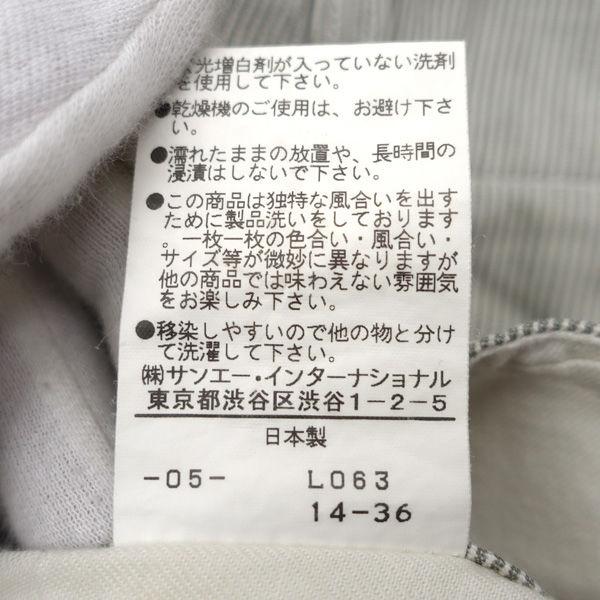 光増白剤が入っていない洗剤
を使用して下さい。
●乾燥機のご使用は、お避け下さ
い。
●濡れたままの放置や、長時間の
浸漬はしないで下さい。
●この商品は独特な風合いを出す
ために製品洗いをしております
。一枚一枚の色合い・風合い・
サイズ等が微妙に異なりますが
他の商品では味わえない雰囲気
をお楽しみ下さい。
●移染しやすいので他の物と分け
て洗濯して下さい。
㈱サンエー・インターナショナル
東京都渋谷区渋谷1-2-5
日本製
-05- L063
14-36